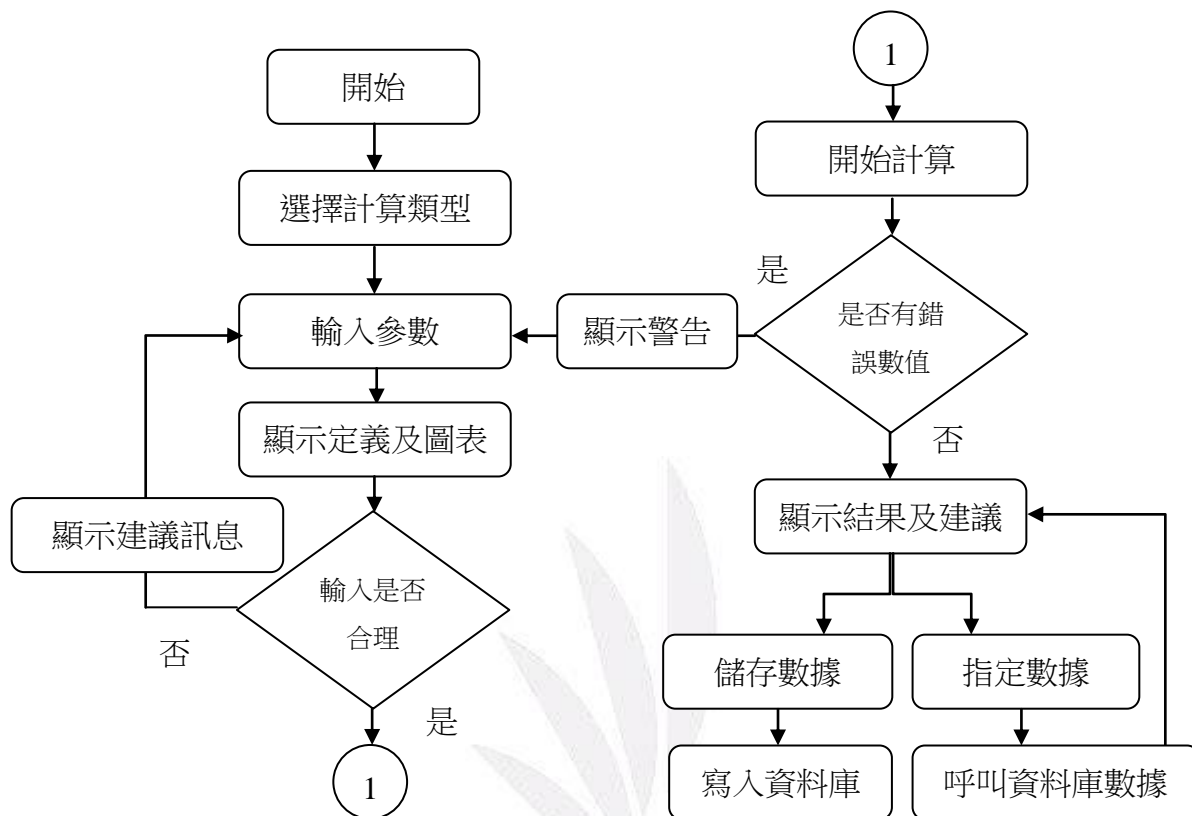 開始
選擇計算類型
輸入參數
顯示定義及圖表
顯示建議訊息
輸入是否
合理
否
是
1
1
開始計算
是
顯示警告
是否有錯
誤數值
否
顯示結果及建議
儲存數據
指定數據
寫入資料庫
呼叫資料庫數據